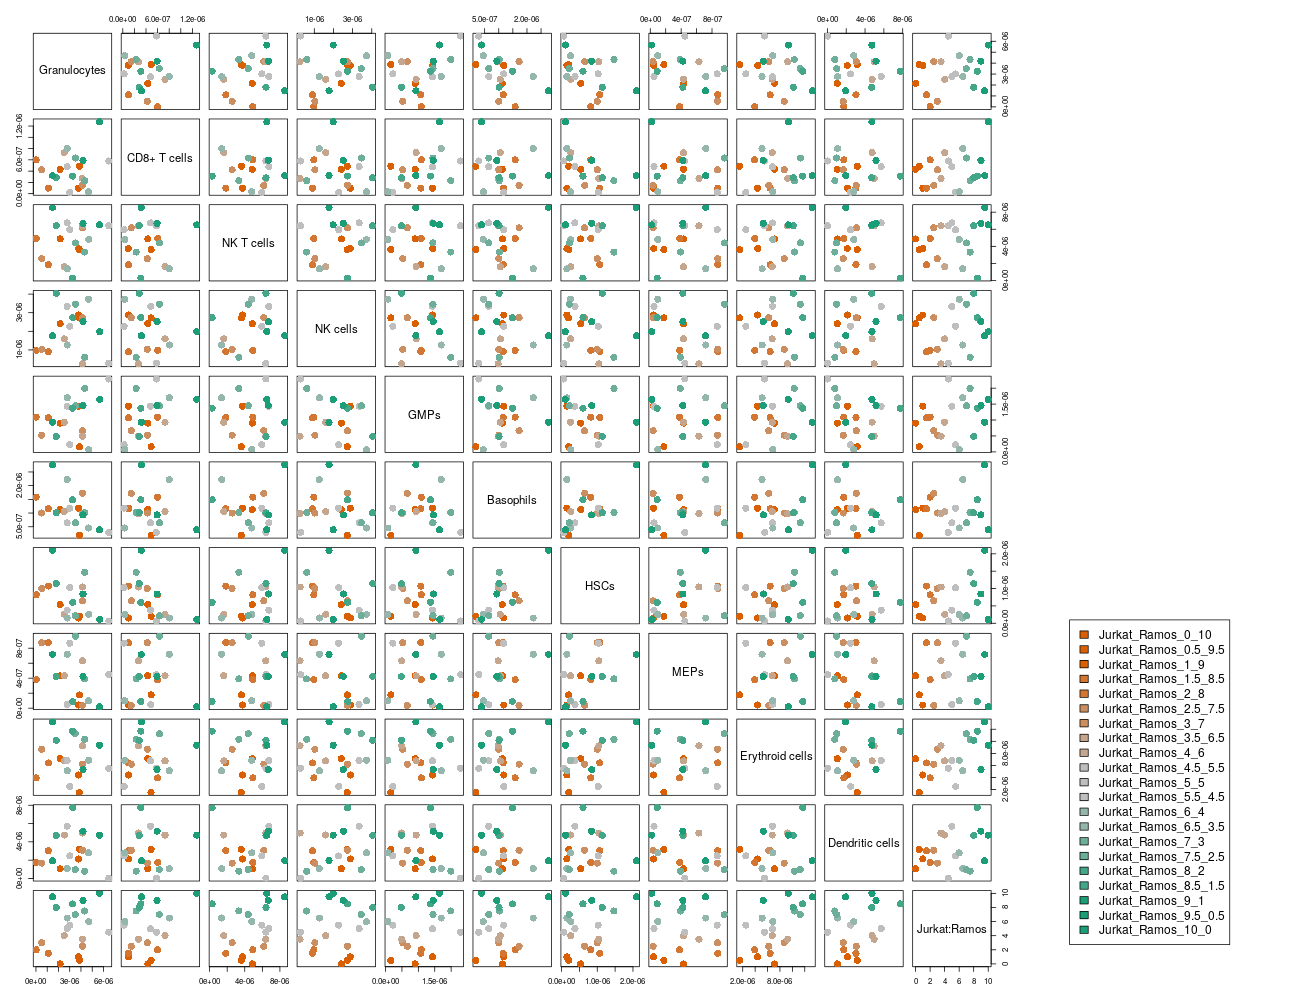 0.0e+00 6.0e-07 1.2e-06 1e-06 3e-06 5.0e-07 2.0e-06 0e+00 4e-07 8e-07 0e+00 4e-06 8e-06
Granulocytes
0e+00 3e-06 6e-06
CD8+ T cells
0.0e+00 6.0e-07 1.2e-06
NK T cells
0e+00 4e-06 8e-06
NK cells
1e-06 3e-06
GMPs
0.0e+00 1.5e-06
Basophils
5.0e-07 2.0e-06
HSCs
0.0e+00 1.0e-06 2.0e-06
MEPs
0e+00 4e-07 8e-07
Erythroid cells
2.0e-06 8.0e-06
Dendritic cells
0e+00 4e-06 8e-06
Jurkat:Ramos
0 2 4 6 8 10
0e+00 3e-06 6e-06 0e+00 4e-06 8e-06 0.0e+00 1.5e-06 0.0e+00 1.0e-06 2.0e-06 2.0e-06 8.0e-06 0 2 4 6 8 10
Jurkat_Ramos_0_10
Jurkat_Ramos_0.5_9.5
Jurkat_Ramos_1_9
Jurkat_Ramos_1.5_8.5
Jurkat_Ramos_2_8
Jurkat_Ramos_2.5_7.5
Jurkat_Ramos_3_7
Jurkat_Ramos_3.5_6.5
Jurkat_Ramos_4_6
Jurkat_Ramos_4.5_5.5
Jurkat_Ramos_5_5
Jurkat_Ramos_5.5_4.5
Jurkat_Ramos_6_4
Jurkat_Ramos_6.5_3.5
Jurkat_Ramos_7_3
Jurkat_Ramos_7.5_2.5
Jurkat_Ramos_8_2
Jurkat_Ramos_8.5_1.5
Jurkat_Ramos_9_1
Jurkat_Ramos_9.5_0.5
Jurkat_Ramos_10_0